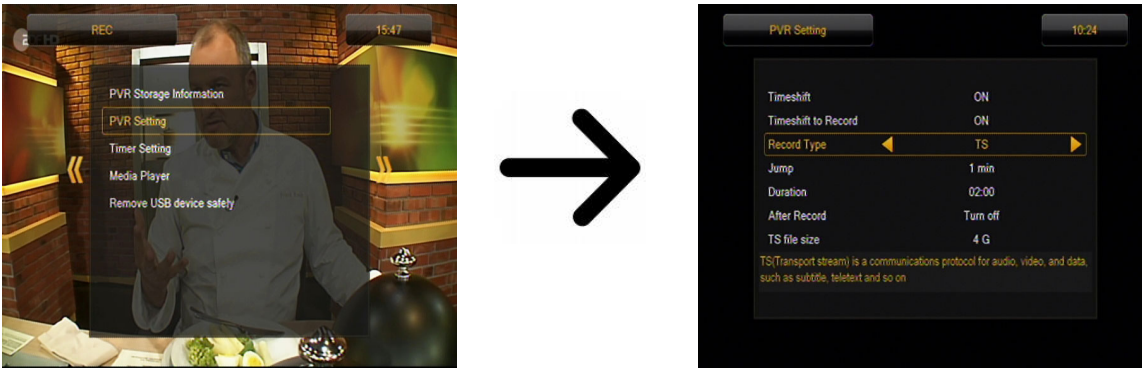 REC 15:47
PVR Storage Information
PVR Setting
Timer Setting
Media Player
Remove USB device safely
PVR Setting 10:24
Timeshift ON
Timeshift to Record ON
Record Type TS
Jump 1 min
Duration 02:00
After Record Turn off
TS file size 4 G
TS(Transport stream) is a communications protocol for audio, video, and data,
such as subtitle, teletext and so on